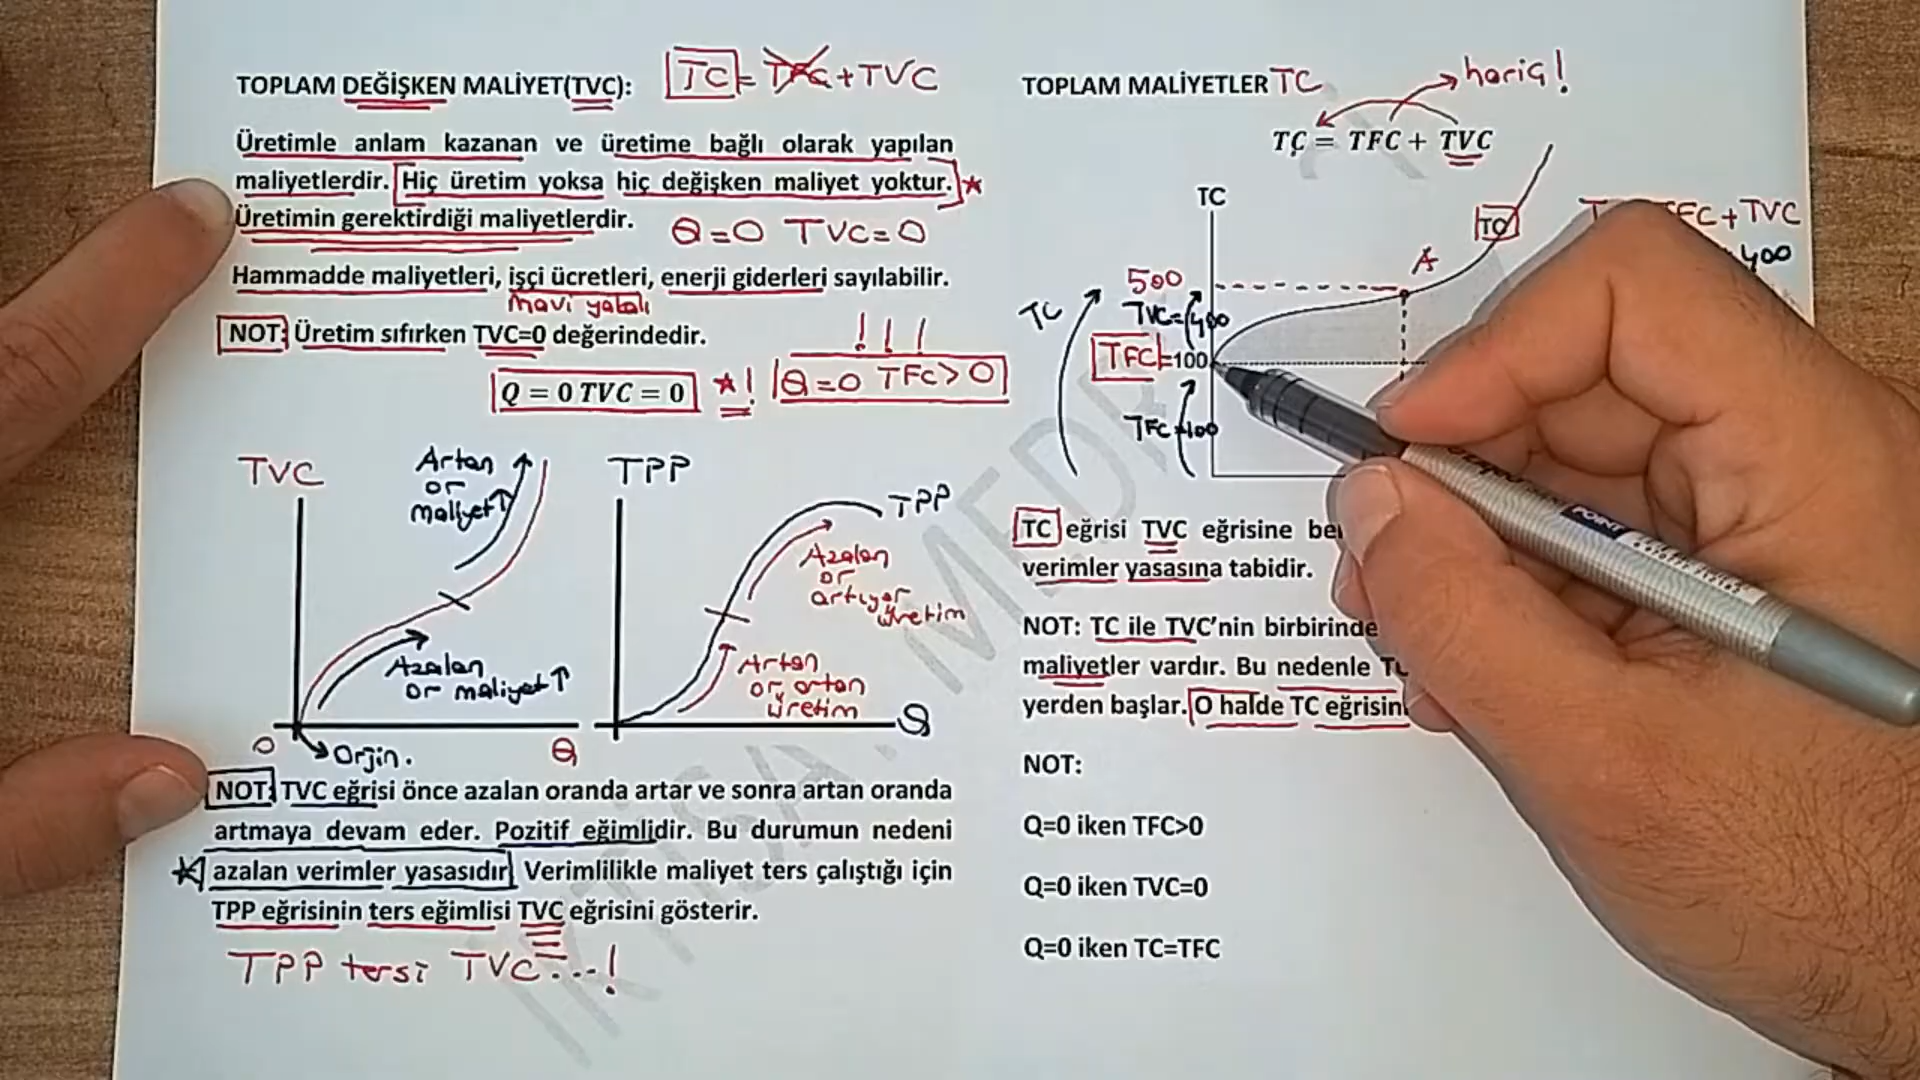 TOPLAM DEĞİŞKEN MALİYET(TVC): TC = TFC + TVC
Üretimle anlam kazanan ve üretime bağlı olarak yapılan
maliyetlerdir. Hiç üretim yoksa hiç değişken maliyet yoktur.
Üretimin gerektirdiği maliyetlerdir. Q=0 TVC=0
Hammadde maliyetleri, işçi ücretleri, enerji giderleri sayılabilir.
mavi yakalı
NOT: Üretim sıfırken TVC=0 değerindedir.
! ! !
Q = 0 TVC = 0 ! Q=0 TFC>0
TVC
Artan
or
maliyet↑
Azalan
or maliyet↑
0
Orjin.
Q
TPP
TPP
Azalan
or
artıyor
üretim
Artan
or artan
üretim
Q
NOT: TVC eğrisi önce azalan oranda artar ve sonra artan oranda
artmaya devam eder. Pozitif eğimlidir. Bu durumun nedeni
azalan verimler yasasıdır. Verimlilikle maliyet ters çalıştığı için
TPP eğrisinin ters eğimlisi TVC eğrisini gösterir.
TPP tersi TVC...!
TOPLAM MALİYETLER TC
hariç!
TC = TFC + TVC
TC
TC
+TVC
400
A
500
TC
TVC=400
TFC=100
TFC=100
TC eğrisi TVC eğrisine
verimler yasasına tabidir.
NOT: TC ile TVC'nin
maliyetler vardır. Bu nedenle
yerden başlar. O halde TC
NOT:
Q=0 iken TFC>0
Q=0 iken TVC=0
Q=0 iken TC=TFC